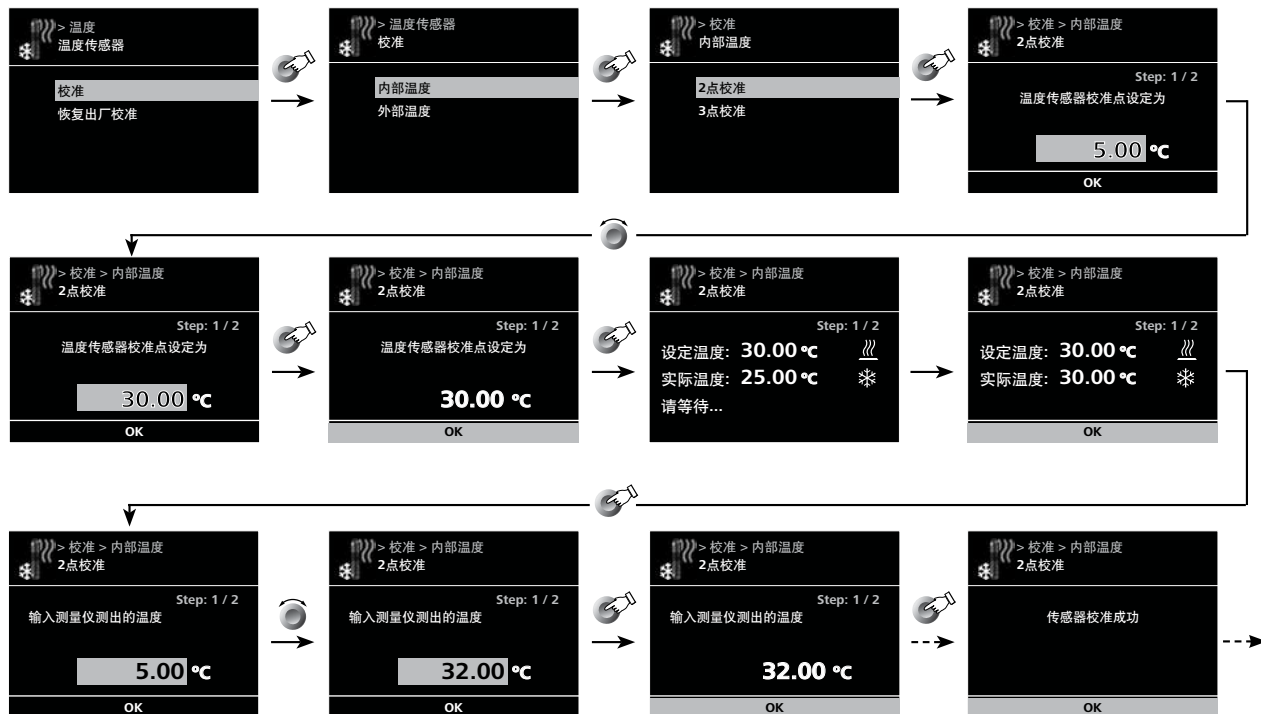 > 温度
温度传感器
校准
恢复出厂校准
> 温度传感器
校准
内部温度
外部温度
> 校准
内部温度
2点校准
3点校准
> 校准 > 内部温度
2点校准
Step: 1 / 2
温度传感器校准点设定为
5.00 °C
OK
> 校准 > 内部温度
2点校准
Step: 1 / 2
温度传感器校准点设定为
30.00 °C
OK
> 校准 > 内部温度
2点校准
Step: 1 / 2
温度传感器校准点设定为
30.00 °C
OK
> 校准 > 内部温度
2点校准
Step: 1 / 2
设定温度: 30.00 °C
实际温度: 25.00 °C
请等待...
> 校准 > 内部温度
2点校准
Step: 1 / 2
设定温度: 30.00 °C
实际温度: 30.00 °C
OK
> 校准 > 内部温度
2点校准
Step: 1 / 2
输入测量仪测出的温度
5.00 °C
OK
> 校准 > 内部温度
2点校准
Step: 1 / 2
输入测量仪测出的温度
32.00 °C
OK
> 校准 > 内部温度
2点校准
Step: 1 / 2
输入测量仪测出的温度
32.00 °C
OK
> 校准 > 内部温度
2点校准
传感器校准成功
OK